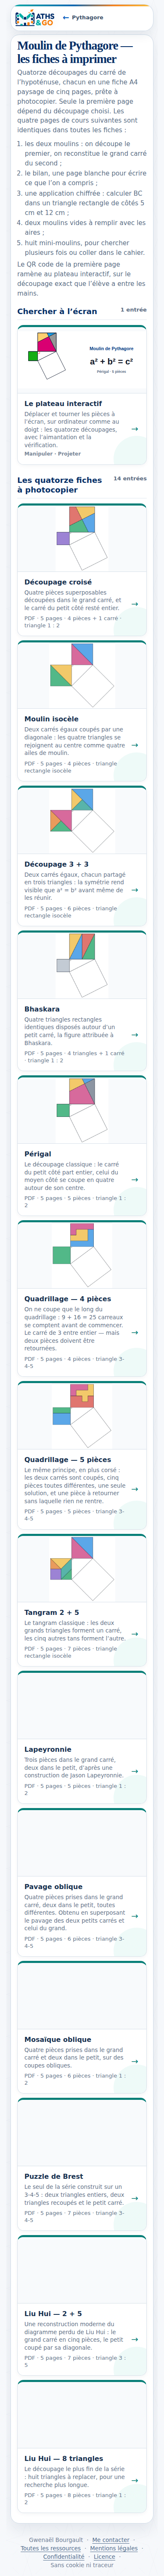 MATHS & GO
← Pythagore
Moulin de Pythagore —
les fiches à imprimer
Quatorze découpages du carré de
l’hypoténuse, chacun en une fiche A4
paysage de cinq pages, prête à
photocopier. Seule la première page
dépend du découpage choisi. Les
quatre pages de cours suivantes sont
identiques dans toutes les fiches :
1. les deux moulins : on découpe le
premier, on reconstitue le grand carré
du second ;
2. le bilan, une page blanche pour écrire
ce que l’on a compris ;
3. une application chiffrée : calculer BC
dans un triangle rectangle de côtés 5
cm et 12 cm ;
4. deux moulins vides à remplir avec les
aires ;
5. huit mini-moulins, pour chercher
plusieurs fois ou coller dans le cahier.
Le QR code de la première page
ramène au plateau interactif, sur le
découpage exact que l’élève a entre les
mains.
Chercher à l’écran
1 entrée
Moulin de Pythagore
a² + b² = c²
Périgal · 5 pièces
Le plateau interactif
Déplacer et tourner les pièces à
l’écran, sur ordinateur comme au
doigt : les quatorze découpages,
avec l’aimantation et la
vérification.
Manipuler · Projeter
→
Les quatorze fiches
à photocopier
14 entrées
Découpage croisé
Quatre pièces superposables
découpées dans le grand carré, et
le carré du petit côté reste entier.
PDF · 5 pages · 4 pièces + 1 carré ·
triangle 1 : 2
→
Moulin isocèle
Deux carrés égaux coupés par une
diagonale : les quatre triangles se
rejoignent au centre comme quatre
ailes de moulin.
PDF · 5 pages · 4 pièces · triangle
rectangle isocèle
→
Découpage 3 + 3
Deux carrés égaux, chacun partagé
en trois triangles : la symétrie rend
visible que a² = b² avant même de
les réunir.
PDF · 5 pages · 6 pièces · triangle
rectangle isocèle
→
Bhaskara
Quatre triangles rectangles
identiques disposés autour d’un
petit carré, la figure attribuée à
Bhaskara.
PDF · 5 pages · 4 triangles + 1 carré
· triangle 1 : 2
→
Périgal
Le découpage classique : le carré
du petit côté part entier, celui du
moyen côté se coupe en quatre
autour de son centre.
PDF · 5 pages · 5 pièces · triangle 1 :
2
→
Quadrillage — 4 pièces
On ne coupe que le long du
quadrillage : 9 + 16 = 25 carreaux
se comptent avant de commencer.
Le carré de 3 entre entier — mais
deux pièces doivent être
retournées.
PDF · 5 pages · 4 pièces · triangle 3-
4-5
→
Quadrillage — 5 pièces
Le même principe, en plus corsé :
les deux carrés sont coupés, cinq
pièces toutes différentes, une seule
solution, et une pièce à retourner
sans laquelle rien ne rentre.
PDF · 5 pages · 5 pièces · triangle 3-
4-5
→
Tangram 2 + 5
Le tangram classique : les deux
grands triangles forment un carré,
les cinq autres tans forment l’autre.
PDF · 5 pages · 7 pièces · triangle
rectangle isocèle
→
Lapeyronnie
Trois pièces dans le grand carré,
deux dans le petit, d’après une
construction de Jason Lapeyronnie.
PDF · 5 pages · 5 pièces · triangle 1 :
2
→
Pavage oblique
Quatre pièces prises dans le grand
carré, deux dans le petit, toutes
différentes. Obtenu en superposant
le pavage des deux petits carrés et
celui du grand.
PDF · 5 pages · 6 pièces · triangle 3-
4-5
→
Mosaïque oblique
Quatre pièces prises dans le grand
carré et deux dans le petit, sur des
coupes obliques.
PDF · 5 pages · 6 pièces · triangle 1 :
2
→
Puzzle de Brest
Le seul de la série construit sur un
3-4-5 : deux triangles entiers, deux
triangles recoupés et le petit carré.
PDF · 5 pages · 7 pièces · triangle 3-
4-5
→
Liu Hui — 2 + 5
Une reconstruction moderne du
diagramme perdu de Liu Hui : le
grand carré en cinq pièces, le petit
coupé par sa diagonale.
PDF · 5 pages · 7 pièces · triangle 3 :
5
→
Liu Hui — 8 triangles
Le découpage le plus fin de la série
: huit triangles à replacer, pour une
recherche plus longue.
PDF · 5 pages · 8 pièces · triangle 1 :
2
→
Gwenaël Bourgault · Me contacter ·
Toutes les ressources · Mentions légales ·
Confidentialité · Licence ·
Sans cookie ni traceur